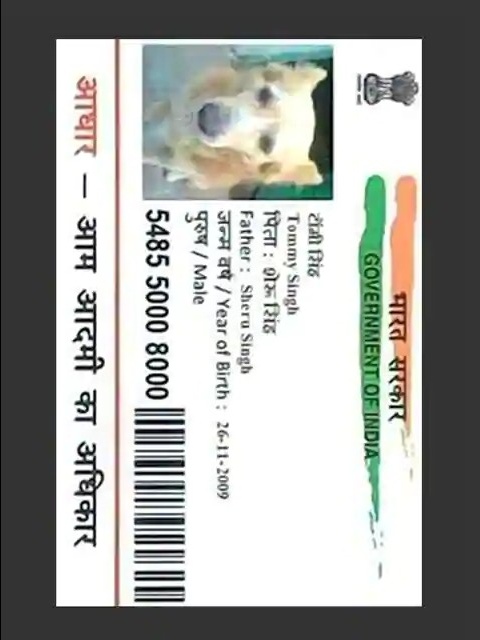 भारत सरकार
GOVERNMENT OF INDIA
टॉमी सिंह
Tommy Singh
पिता : शेरू सिंह
Father : Sheru Singh
जन्म वर्ष / Year of Birth : 26-11-2009
पुरुष / Male
5485 5000 8000
आधार – आम आदमी का अधिकार